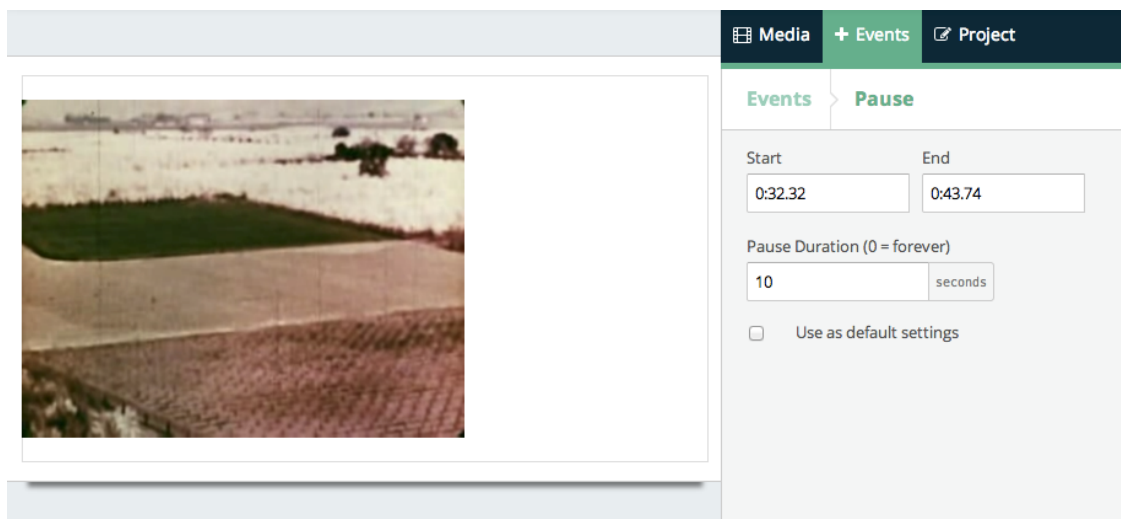 Media + Events Project
Events Pause
Start End
0:32.32 0:43.74
Pause Duration (0 = forever)
10 seconds
Use as default settings